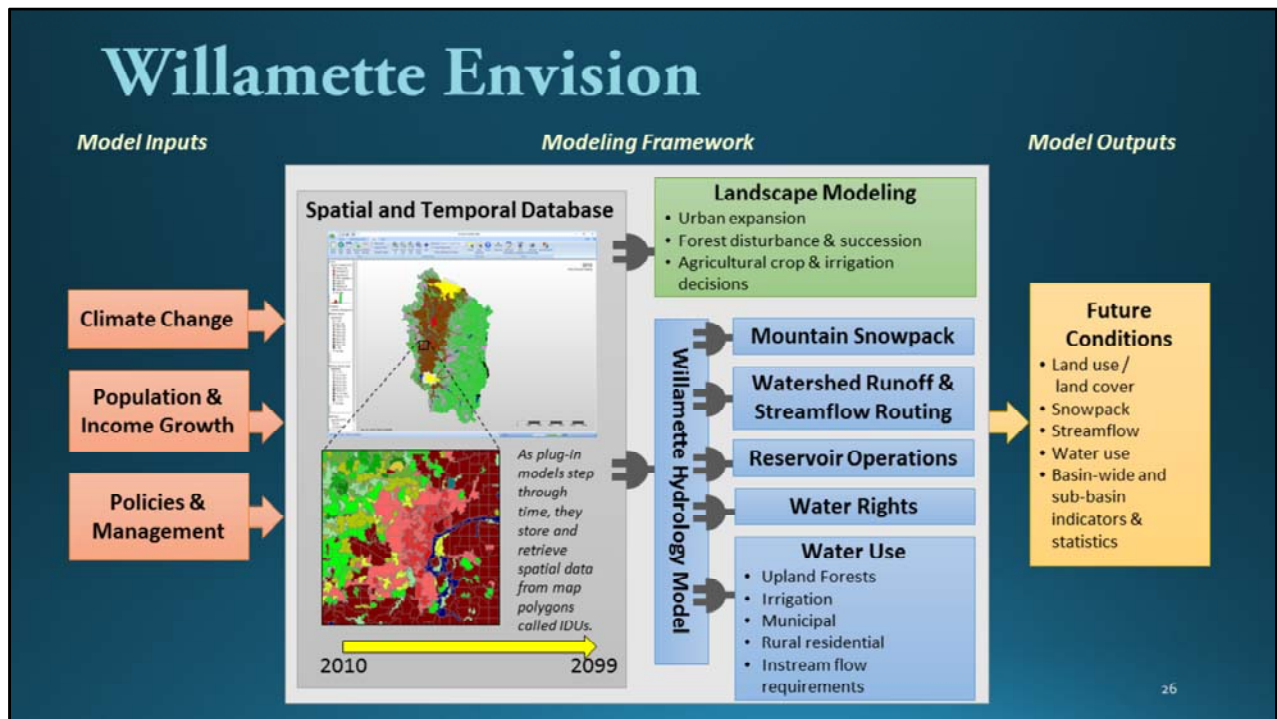 Willamette Envision
Model Inputs
Modeling Framework
Model Outputs
Climate Change
Population &
Income Growth
Policies &
Management
Spatial and Temporal Database
As plug-in
models step
through
time, they
store and
retrieve
spatial data
from map
polygons
called IDUs.
2010
2099
Landscape Modeling
• Urban expansion
• Forest disturbance & succession
• Agricultural crop & irrigation
decisions
Willamette Hydrology Model
Mountain Snowpack
Watershed Runoff &
Streamflow Routing
Reservoir Operations
Water Rights
Water Use
• Upland Forests
• Irrigation
• Municipal
• Rural residential
• Instream flow
requirements
Future
Conditions
• Land use /
land cover
• Snowpack
• Streamflow
• Water use
• Basin-wide and
sub-basin
indicators &
statistics
26